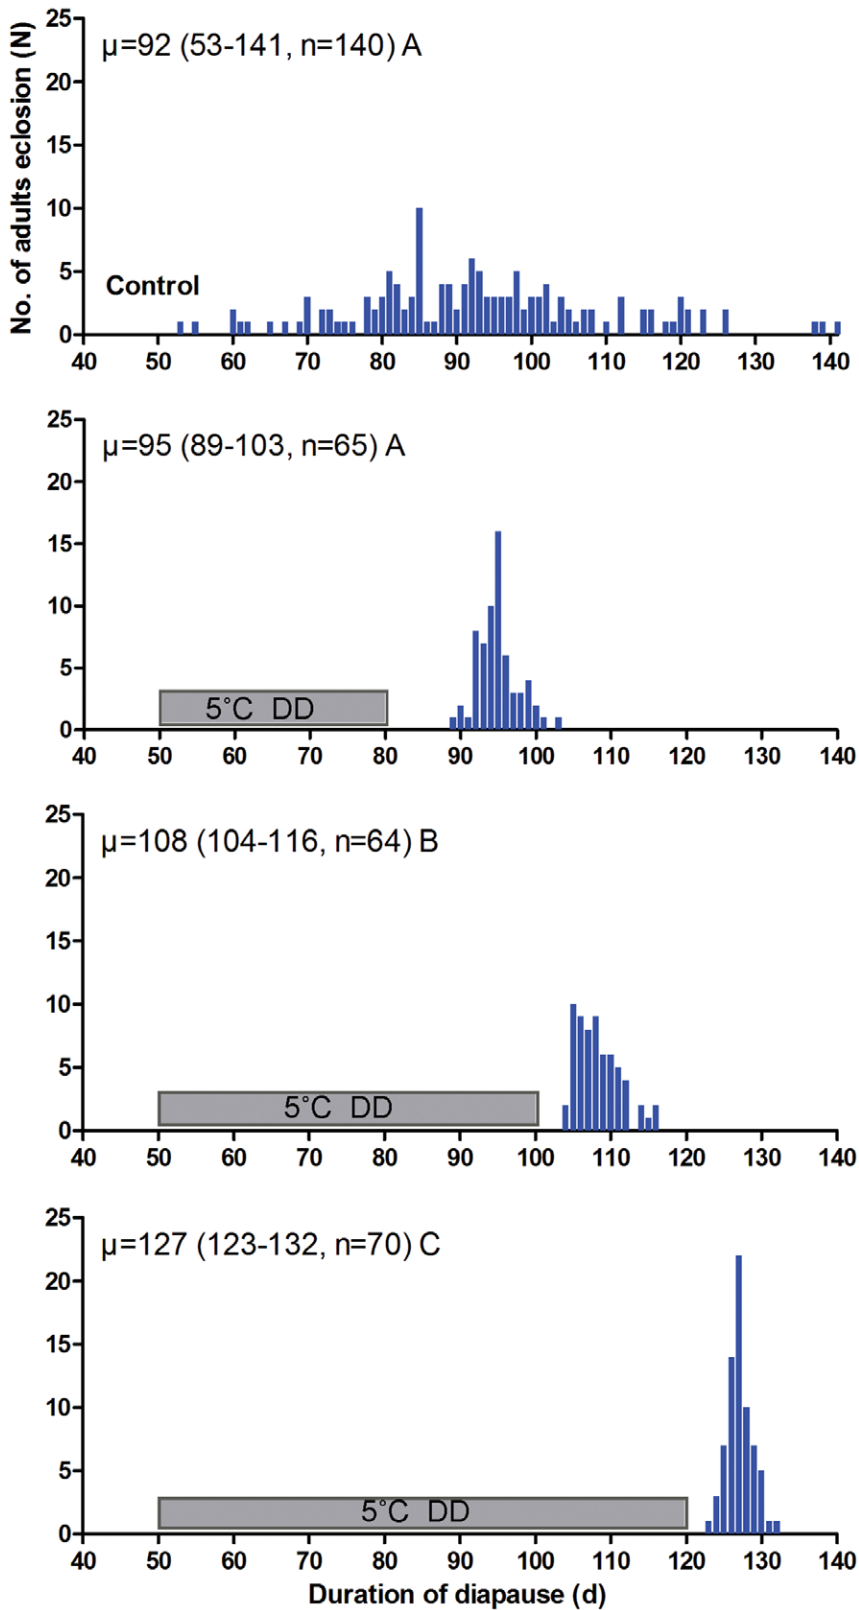 No. of adults eclosion (N)
25
μ=92 (53-141, n=140) A
20
15
10
5
Control
0
40 50 60 70 80 90 100 110 120 130 140
25
μ=95 (89-103, n=65) A
20
15
10
5
5°C DD
0
40 50 60 70 80 90 100 110 120 130 140
25
μ=108 (104-116, n=64) B
20
15
10
5
5°C DD
0
40 50 60 70 80 90 100 110 120 130 140
25
μ=127 (123-132, n=70) C
20
15
10
5
5°C DD
0
40 50 60 70 80 90 100 110 120 130 140
Duration of diapause (d)